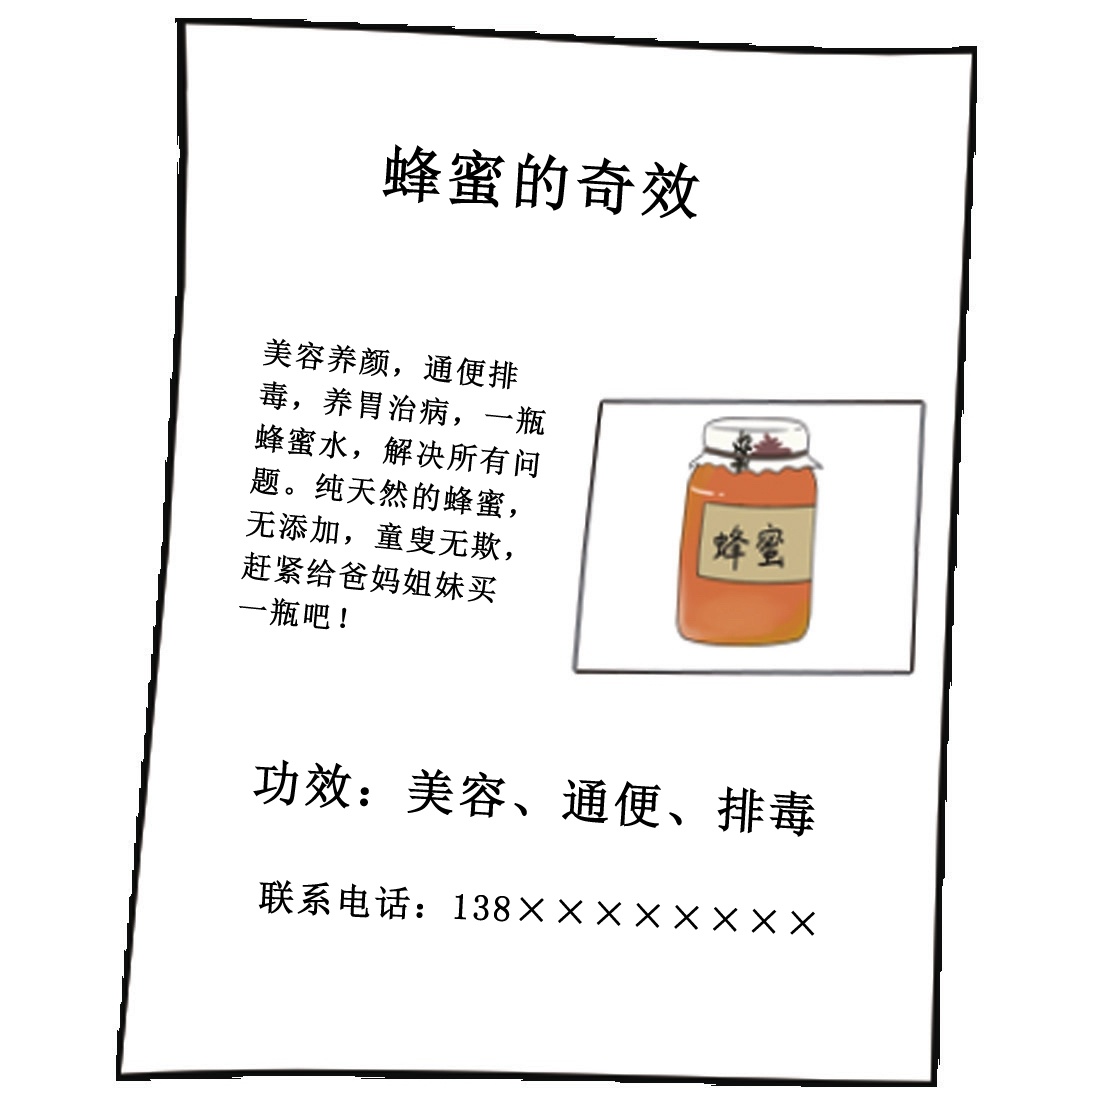 蜂蜜的奇效
美容养颜，通便排
毒，养胃治病，一瓶
蜂蜜水，解决所有问
题。纯天然的蜂蜜，
无添加，童叟无欺，
赶紧给爸妈姐妹买
一瓶吧！
蜂蜜
功效：美容、通便、排毒
联系电话：138××××××××